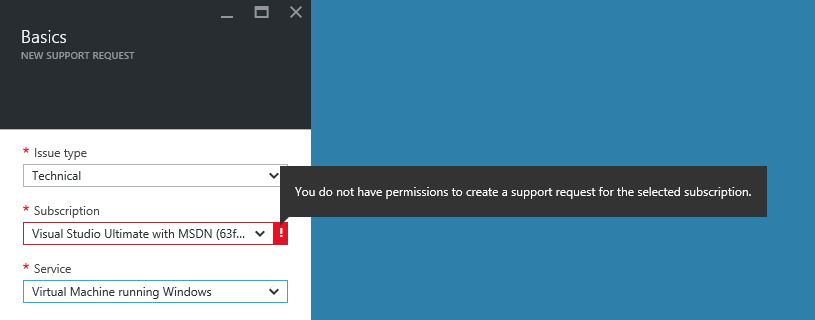 Basics
NEW SUPPORT REQUEST
* Issue type
Technical
You do not have permissions to create a support request for the selected subscription.
* Subscription
Visual Studio Ultimate with MSDN (63f...
!
* Service
Virtual Machine running Windows